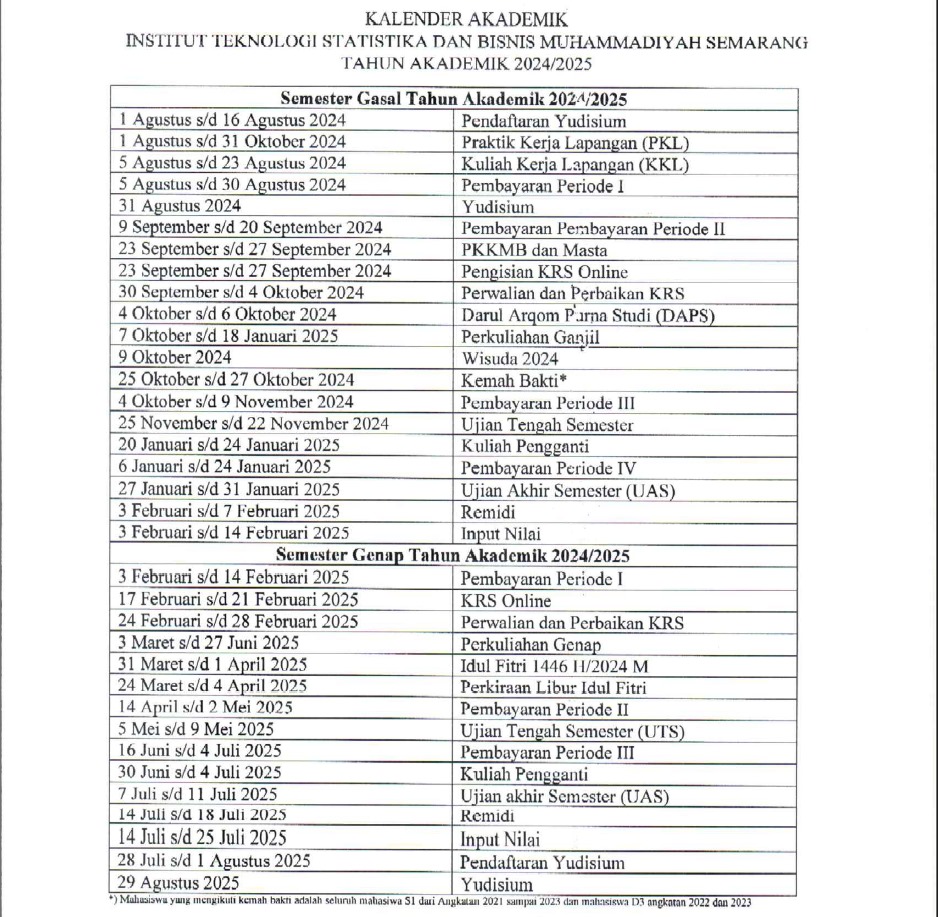 KALENDER AKADEMIK
INSTITUT TEKNOLOGI STATISTIKA DAN BISNIS MUHAMMADIYAH SEMARANG
TAHUN AKADEMIK 2024/2025
Semester Gasal Tahun Akademik 2024/2025
1 Agustus s/d 16 Agustus 2024 Pendaftaran Yudisium
1 Agustus s/d 31 Oktober 2024 Praktik Kerja Lapangan (PKL)
5 Agustus s/d 23 Agustus 2024 Kuliah Kerja Lapangan (KKL)
5 Agustus s/d 30 Agustus 2024 Pembayaran Periode I
31 Agustus 2024 Yudisium
9 September s/d 20 September 2024 Pembayaran Pembayaran Periode II
23 September s/d 27 September 2024 PKKMB dan Masta
23 September s/d 27 September 2024 Pengisian KRS Online
30 September s/d 4 Oktober 2024 Perwalian dan Perbaikan KRS
4 Oktober s/d 6 Oktober 2024 Darul Arqom Purna Studi (DAPS)
7 Oktober s/d 18 Januari 2025 Perkuliahan Ganjil
9 Oktober 2024 Wisuda 2024
25 Oktober s/d 27 Oktober 2024 Kemah Bakti*
4 Oktober s/d 9 November 2024 Pembayaran Periode III
25 November s/d 22 November 2024 Ujian Tengah Semester
20 Januari s/d 24 Januari 2025 Kuliah Pengganti
6 Januari s/d 24 Januari 2025 Pembayaran Periode IV
27 Januari s/d 31 Januari 2025 Ujian Akhir Semester (UAS)
3 Februari s/d 7 Februari 2025 Remidi
3 Februari s/d 14 Februari 2025 Input Nilai
Semester Genap Tahun Akademik 2024/2025
3 Februari s/d 14 Februari 2025 Pembayaran Periode I
17 Februari s/d 21 Februari 2025 KRS Online
24 Februari s/d 28 Februari 2025 Perwalian dan Perbaikan KRS
3 Maret s/d 27 Juni 2025 Perkuliahan Genap
31 Maret s/d 1 April 2025 Idul Fitri 1446 H/2024 M
24 Maret s/d 4 April 2025 Perkiraan Libur Idul Fitri
14 April s/d 2 Mei 2025 Pembayaran Periode II
5 Mei s/d 9 Mei 2025 Ujian Tengah Semester (UTS)
16 Juni s/d 4 Juli 2025 Pembayaran Periode III
30 Juni s/d 4 Juli 2025 Kuliah Pengganti
7 Juli s/d 11 Juli 2025 Ujian akhir Semester (UAS)
14 Juli s/d 18 Juli 2025 Remidi
14 Juli s/d 25 Juli 2025 Input Nilai
28 Juli s/d 1 Agustus 2025 Pendaftaran Yudisium
29 Agustus 2025 Yudisium
*) Mahasiswa yang mengikuti kemah bakti adalah seluruh mahasiwa S1 dari Angkatan 2021 sampai 2023 dan mahasiswa D3 angkatan 2022 dan 2023